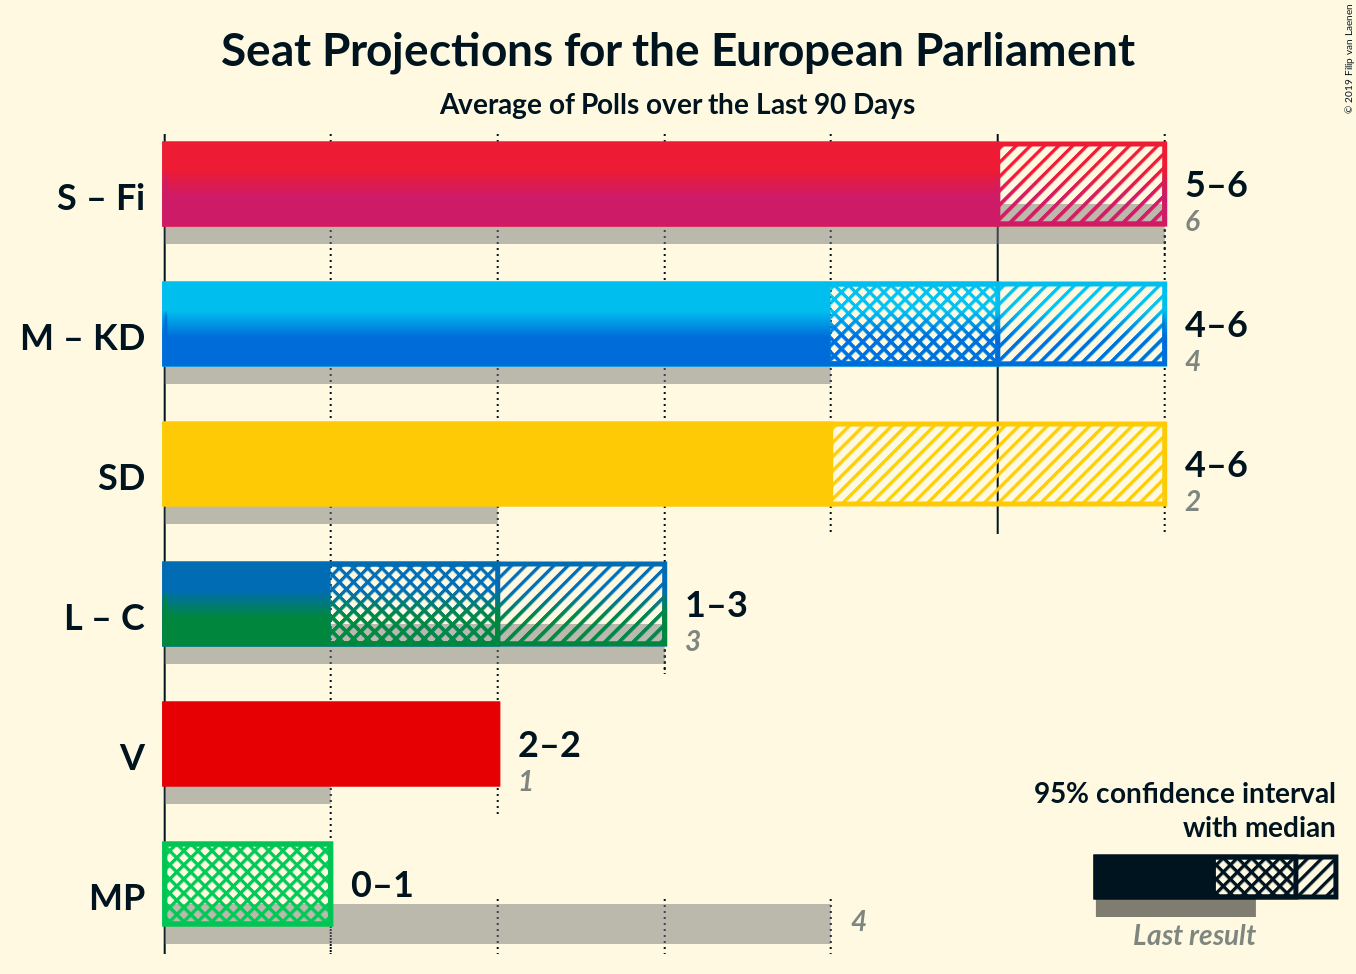 Seat Projections for the European Parliament
Average of Polls over the Last 90 Days
© 2019 Filip van Laenen
S – Fi
5–6
6
M – KD
4–6
4
SD
4–6
2
L – C
1–3
3
V
2–2
1
MP
0–1
4
95% confidence interval
with median
Last result